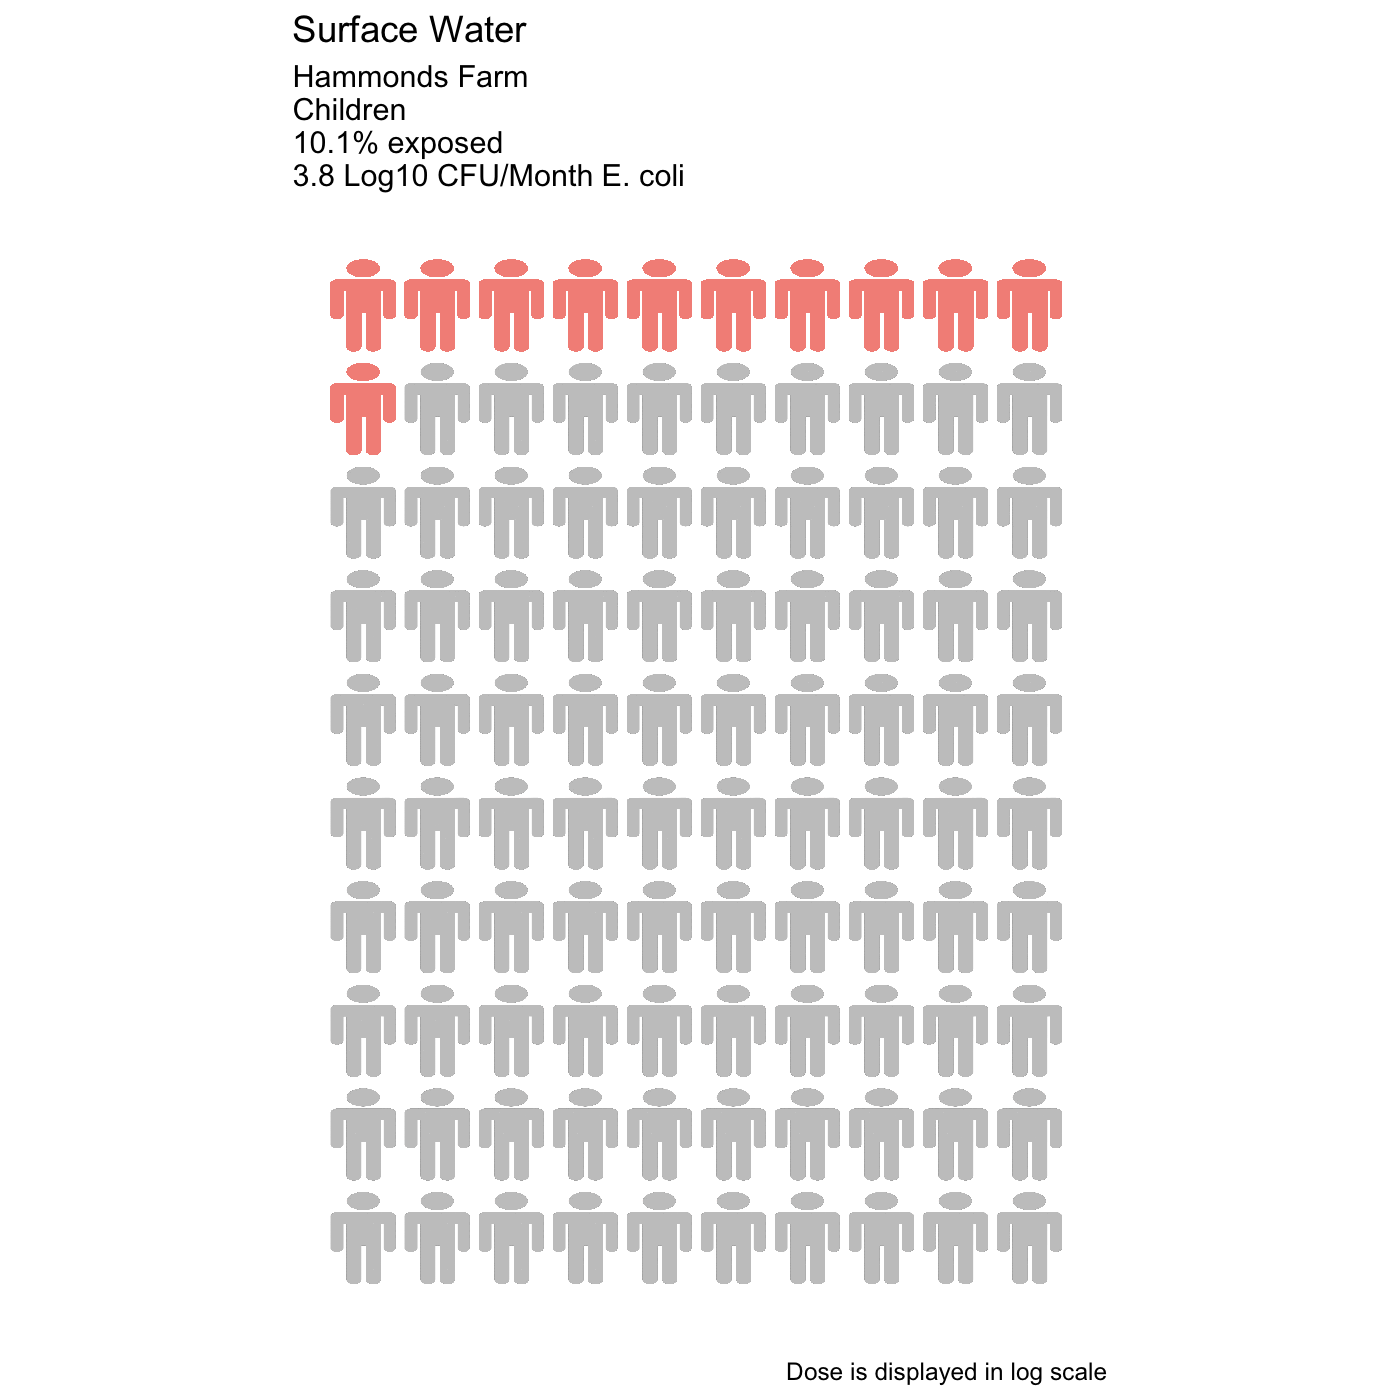 Surface Water
Hammonds Farm
Children
10.1% exposed
3.8 Log10 CFU/Month E. coli
Dose is displayed in log scale